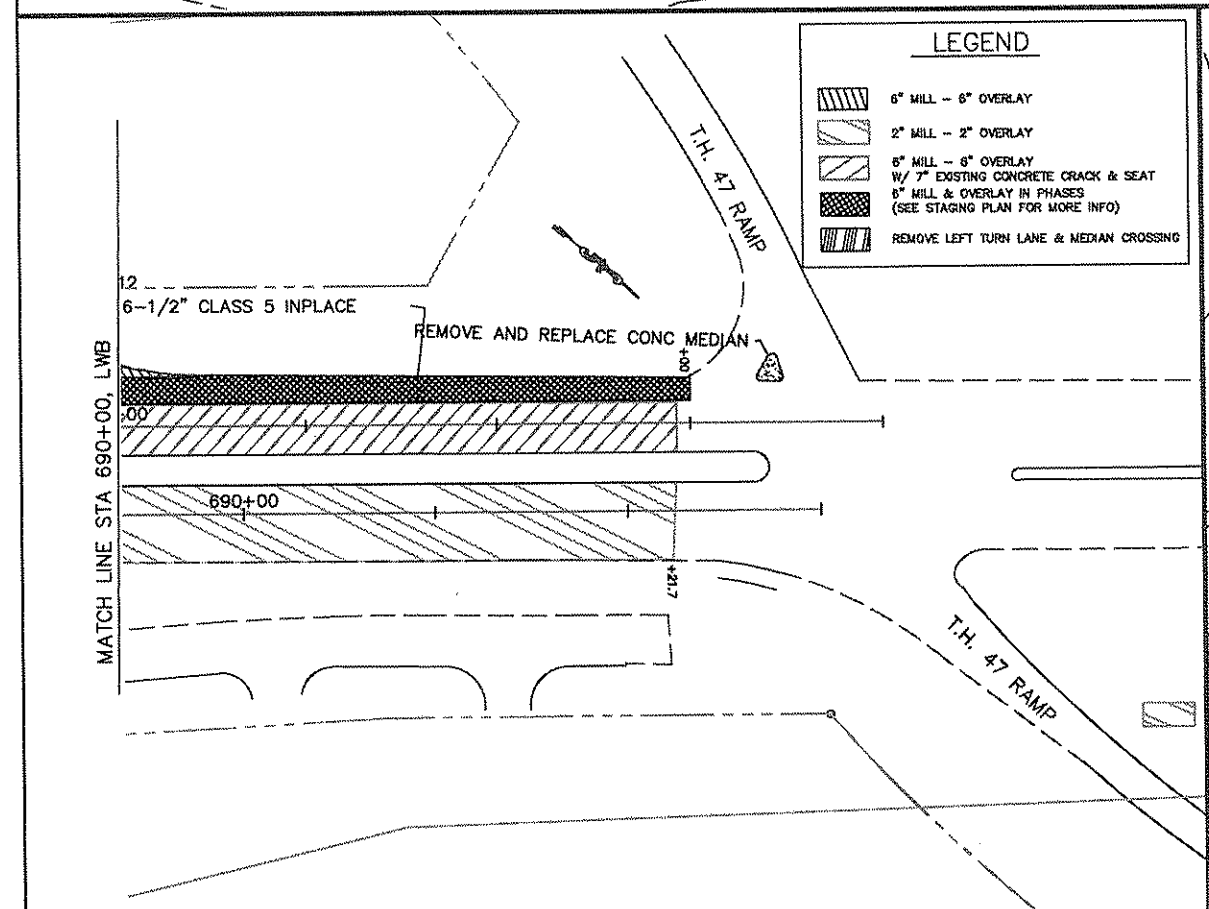 LEGEND
6" MILL - 6" OVERLAY
2" MILL - 2" OVERLAY
6" MILL - 6" OVERLAY
W/ 7" EXISTING CONCRETE CRACK & SEAT
6" MILL & OVERLAY IN PHASES
(SEE STAGING PLAN FOR MORE INFO)
REMOVE LEFT TURN LANE & MEDIAN CROSSING
T.H. 47 RAMP
12
6-1/2" CLASS 5 INPLACE
REMOVE AND REPLACE CONC MEDIAN
+00
MATCH LINE STA 690+00, LWB
+00
690+00
+21.7
T.H. 47 RAMP